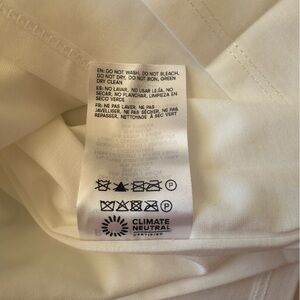 EN: DO NOT WASH, DO NOT BLEACH,
DO NOT DRY, DO NOT IRON, GREEN
DRY CLEAN
ES: NO LAVAR, NO USAR LEJÍA, NO
SECAR, NO PLANCHAR, LIMPIEZA EN
SECO VERDE
FR: NE PAS LAVER, NE PAS
JAVELLISER, NE PAS SÉCHER, NE PAS
REPASSER, NETTOYAGE À SEC VERT
P
P
CLIMATE
NEUTRAL
CERTIFIED